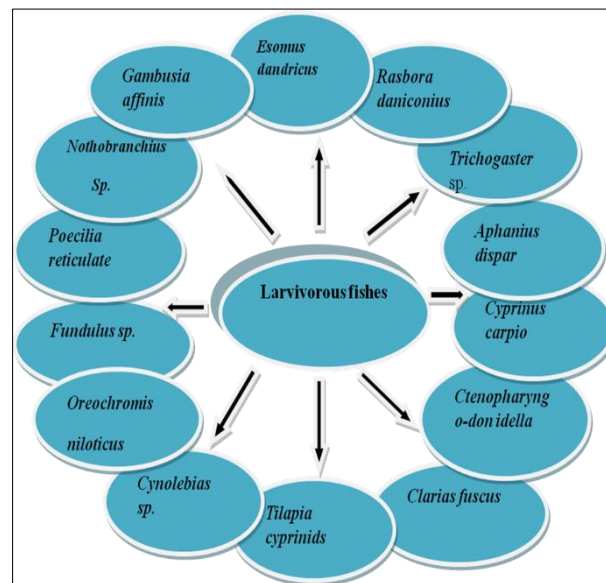 Esomus
dandricus
Rasbora
daniconius
Trichogaster
sp.
Aphanius
dispar
Cyprinus
carpio
Ctenopharyng
o-don idella
Clarias fuscus
Tilapia
cyprinids
Cynolebias
sp.
Oreochromis
niloticus
Fundulus sp.
Poecilia
reticulate
Nothobranchius
Sp.
Gambusia
affinis
Larvivorous fishes